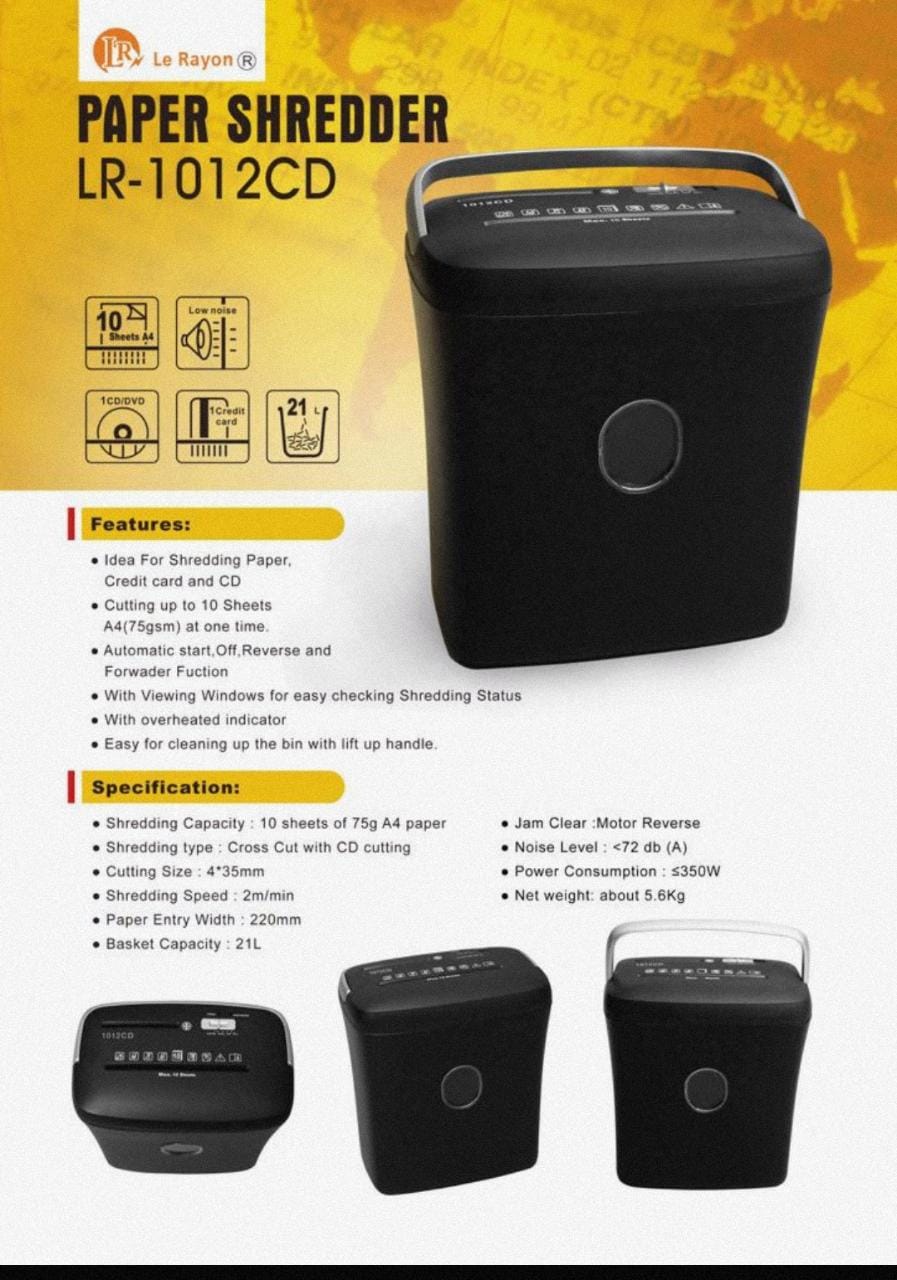 LR Le Rayon ®
PAPER SHREDDER
LR-1012CD
1012CD
Max. 10 Sheets
10
Sheets A4
Low noise
1CD/DVD
1Credit
card
21 L
Features:
● Idea For Shredding Paper,
Credit card and CD
● Cutting up to 10 Sheets
A4(75gsm) at one time.
● Automatic start,Off,Reverse and
Forwader Fuction
● With Viewing Windows for easy checking Shredding Status
● With overheated indicator
● Easy for cleaning up the bin with lift up handle.
Specification:
● Shredding Capacity : 10 sheets of 75g A4 paper
● Shredding type : Cross Cut with CD cutting
● Cutting Size : 4*35mm
● Shredding Speed : 2m/min
● Paper Entry Width : 220mm
● Basket Capacity : 21L
● Jam Clear :Motor Reverse
● Noise Level : <72 db (A)
● Power Consumption : ≤350W
● Net weight: about 5.6Kg
1012CD
Max. 10 Sheets
1012CD